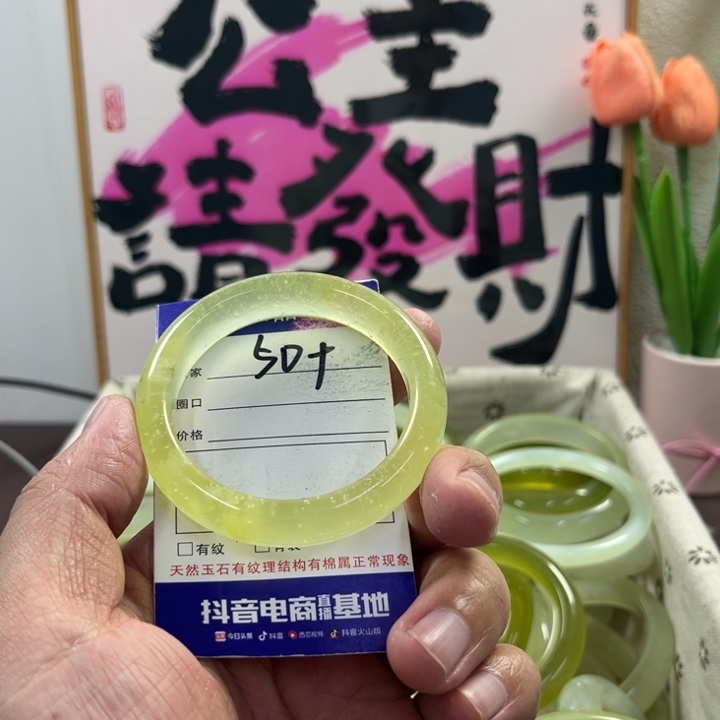 公主
請發財
50+
家
圈口
价格
有纹
天然玉石有纹理结构有棉属正常现象
抖音电商直播基地
今日头条 抖音 西瓜视频 抖音火山版